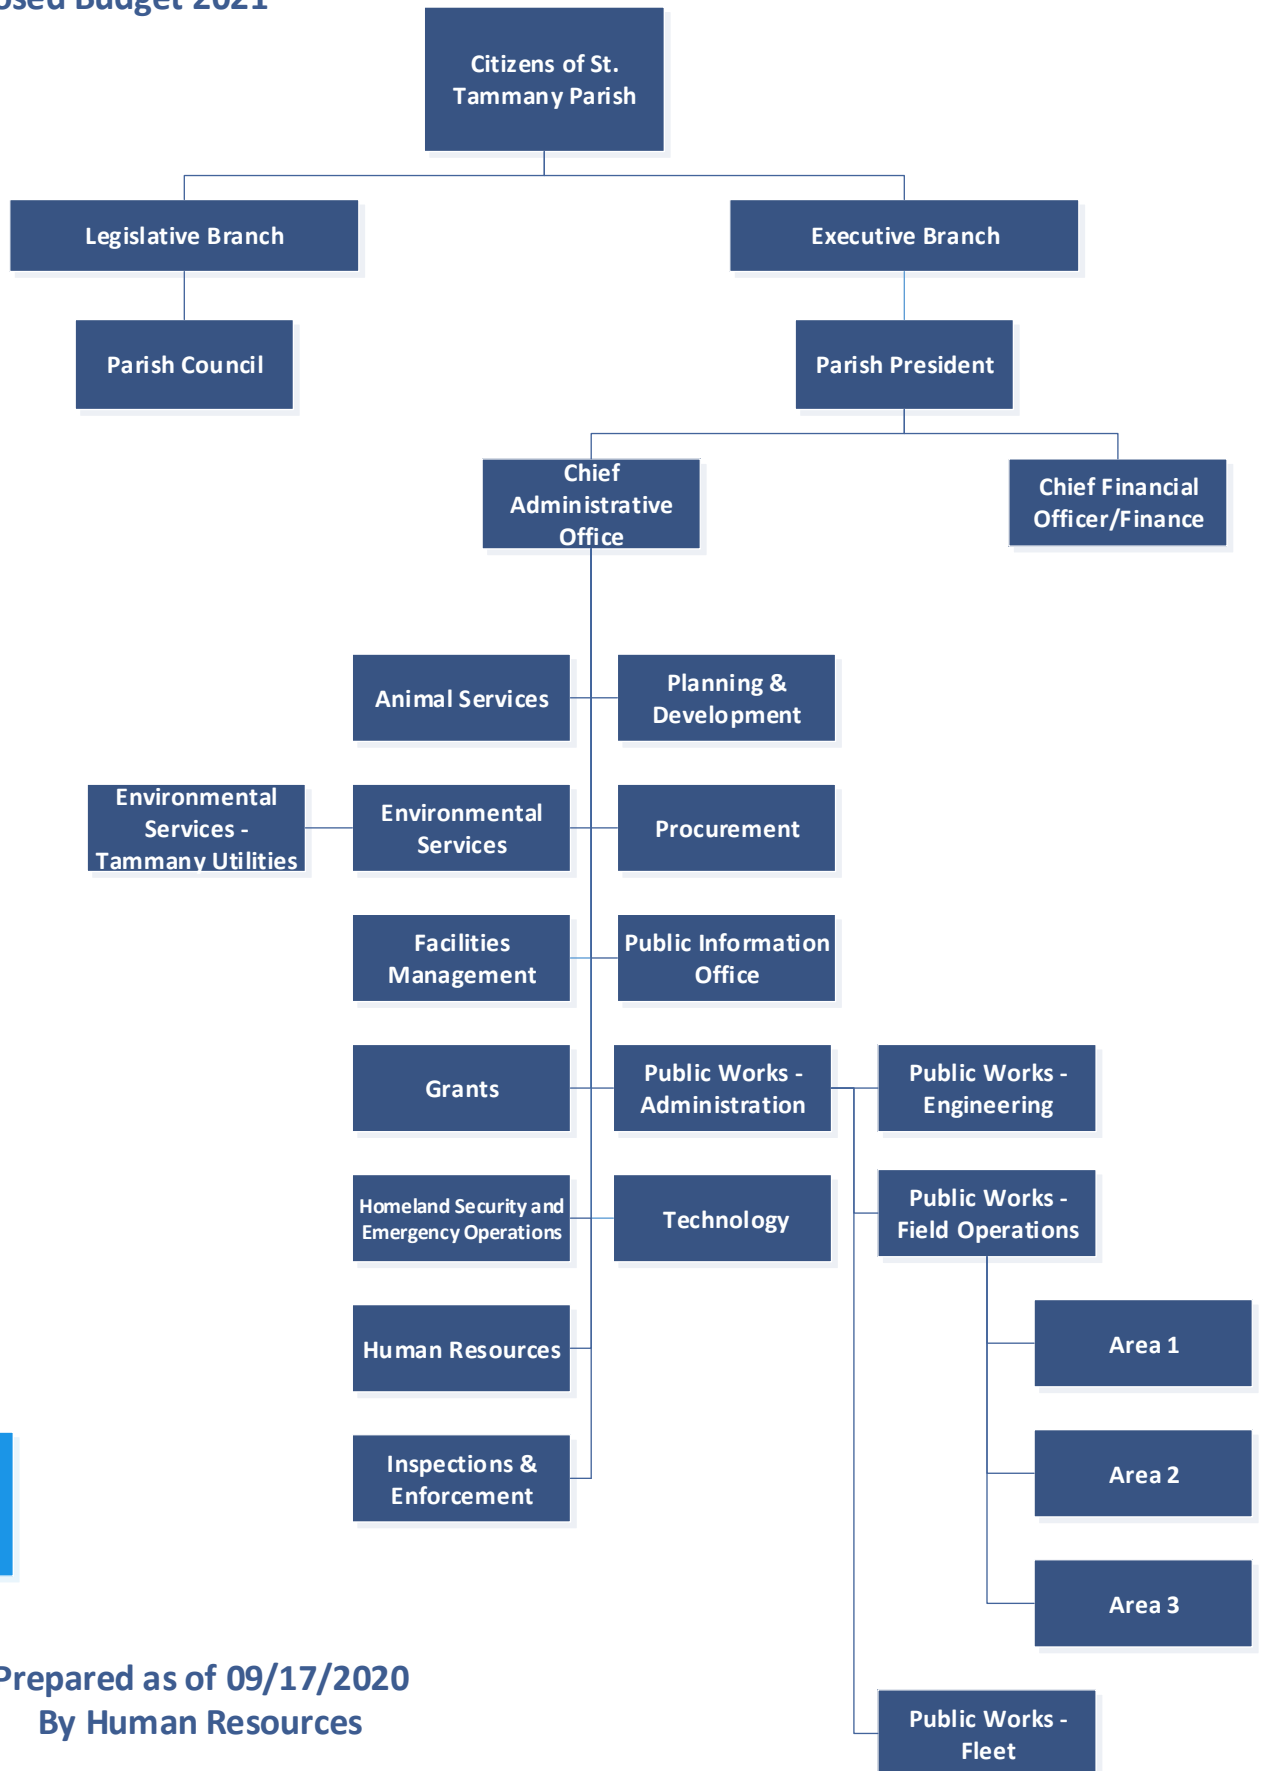 Budget 2021
Citizens of St.
Tammany Parish
Legislative Branch
Executive Branch
Parish Council
Parish President
Chief
Administrative
Office
Chief Financial
Officer/Finance
Animal Services
Planning &
Development
Environmental
Services -
Tammany Utilities
Environmental
Services
Procurement
Facilities
Management
Public Information
Office
Grants
Public Works -
Administration
Public Works -
Engineering
Homeland Security and
Emergency Operations
Technology
Public Works -
Field Operations
Human Resources
Area 1
Inspections &
Enforcement
Area 2
Area 3
Prepared as of 09/17/2020
By Human Resources
Public Works -
Fleet